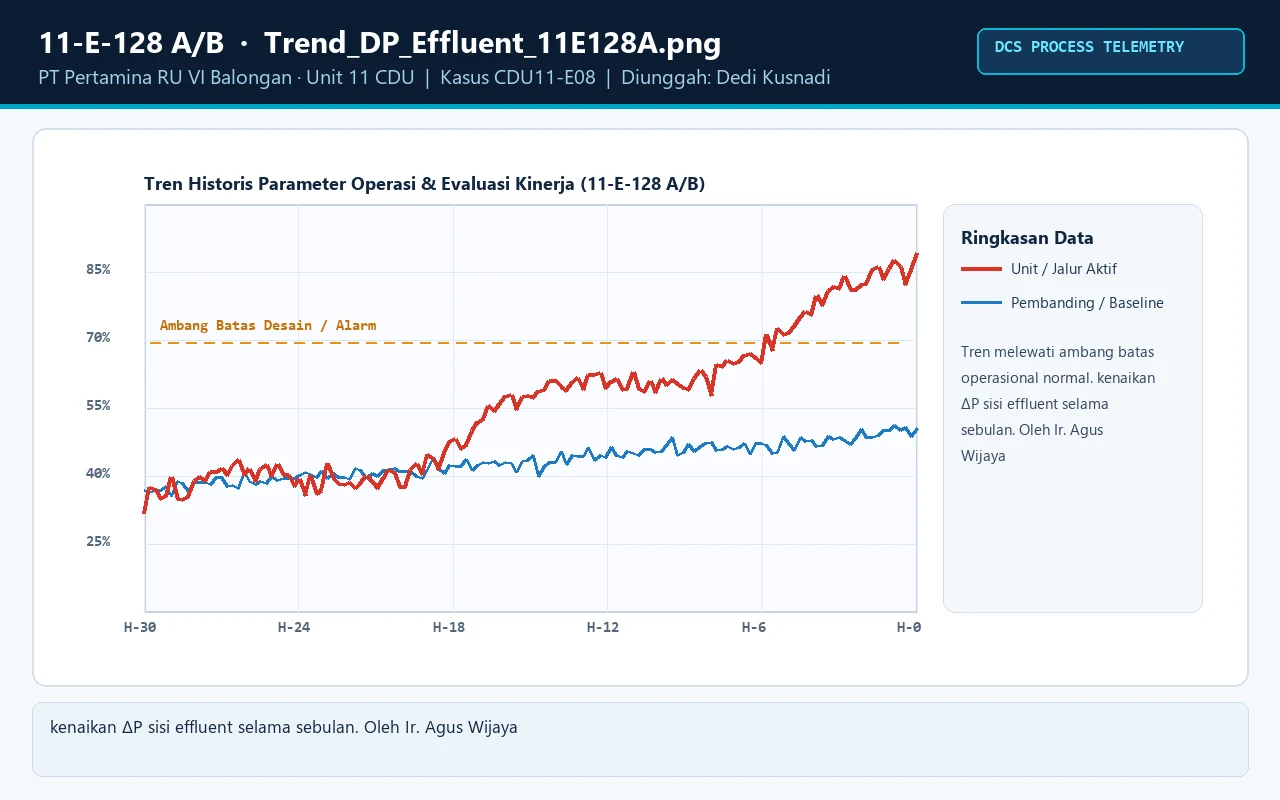 11-E-128 A/B · Trend_DP_Effluent_11E128A.png
PT Pertamina RU VI Balongan · Unit 11 CDU | Kasus CDU11-E08 | Diunggah: Dedi Kusnadi
DCS PROCESS TELEMETRY
Tren Historis Parameter Operasi & Evaluasi Kinerja (11-E-128 A/B)
85%
70%
55%
40%
25%
Ambang Batas Desain / Alarm
H-30
H-24
H-18
H-12
H-6
H-0
Ringkasan Data
Unit / Jalur Aktif
Pembanding / Baseline
Tren melewati ambang batas
operasional normal. kenaikan
ΔP sisi effluent selama
sebulan. Oleh Ir. Agus
Wijaya
kenaikan ΔP sisi effluent selama sebulan. Oleh Ir. Agus Wijaya